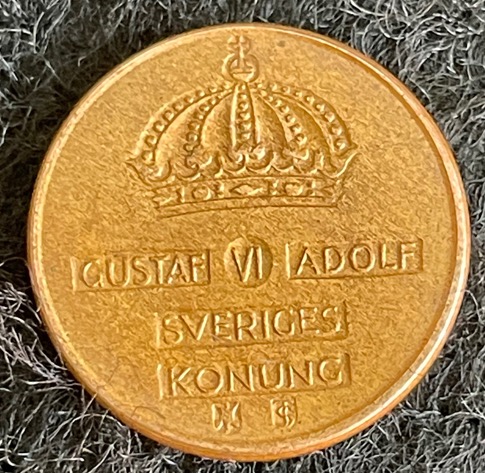 GUSTAF VI ADOLF
SVERIGES
KONUNG